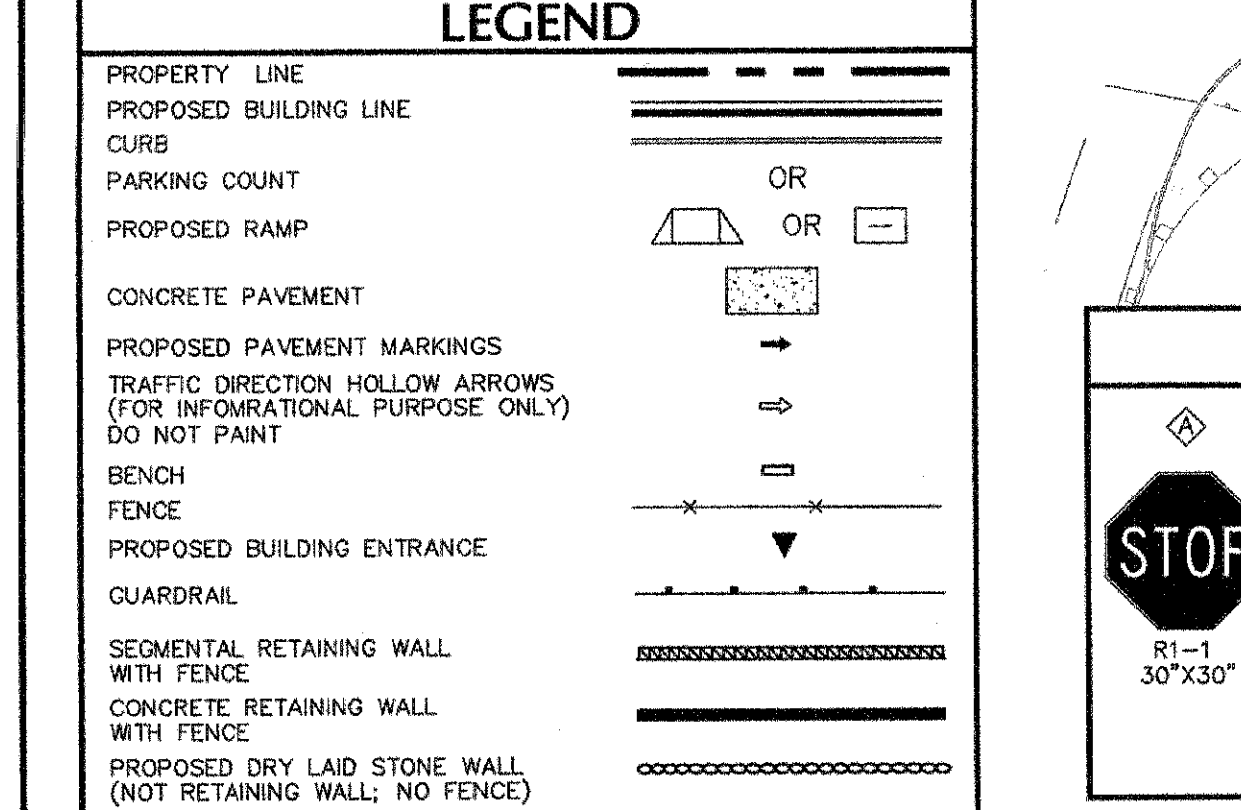 LEGEND
PROPERTY LINE
PROPOSED BUILDING LINE
CURB
PARKING COUNT OR
PROPOSED RAMP OR
CONCRETE PAVEMENT
PROPOSED PAVEMENT MARKINGS
TRAFFIC DIRECTION HOLLOW ARROWS
(FOR INFOMRATIONAL PURPOSE ONLY)
DO NOT PAINT
BENCH
FENCE
PROPOSED BUILDING ENTRANCE
GUARDRAIL
SEGMENTAL RETAINING WALL
WITH FENCE
CONCRETE RETAINING WALL
WITH FENCE
PROPOSED DRY LAID STONE WALL
(NOT RETAINING WALL; NO FENCE)
A
STOP
R1-1
30"X30"